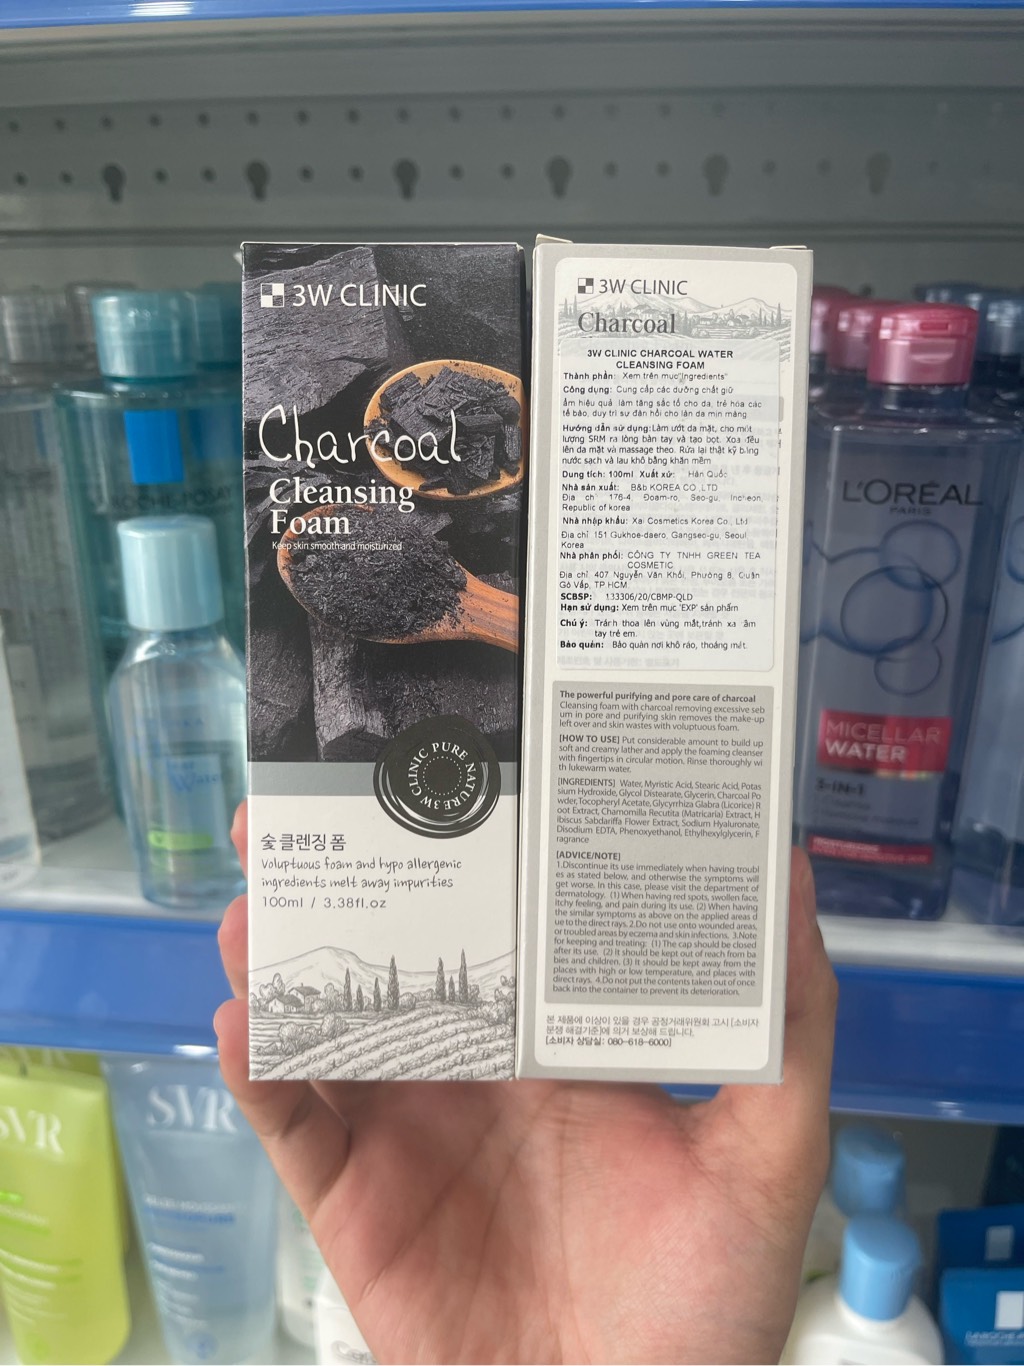 3W CLINIC
Charcoal
Cleansing
Foam
Keep skin smooth and moisturized
3W CLINIC PURE NATURE
숯 클렌징 폼
Voluptuous foam and hypo allergenic
ingredients melt away impurities
100ml / 3.38fl.oz
3W CLINIC
Charcoal
3W CLINIC CHARCOAL WATER
CLEANSING FOAM
Thành phần: Xem trên mục"Ingredients"
Công dụng: Cung cấp các dưỡng chất giữ
ẩm hiệu quả làm tăng sắc tố cho da, trẻ hóa các
tế bào, duy trì sự đàn hồi cho làn da mịn màng
Hướng dẫn sử dụng:Làm ướt da mặt, cho một
lượng SRM ra lòng bàn tay và tạo bọt. Xoa đều
lên da mặt và massage theo. Rửa lại thật kỹ bằng
nước sạch và lau khô bằng khăn mềm
Dung tích: 100ml Xuất xứ: Hàn Quốc
Nhà sản xuất: B&b KOREA CO.,LTD
Địa chỉ 176-4 Doam-ro, Seo-gu, Incheon,
Republic of korea
Nhà nhập khẩu: Xai Cosmetics Korea Co., Ltd
Địa chỉ 151 Gukhoe-daero, Gangseo-gu, Seoul
Korea
Nhà phân phối: CÔNG TY TNHH GREEN TEA
COSMETIC
Địa chỉ 407 Nguyễn Văn Khối, Phường 8, Quận
Gò Vấp, TP HCM
SCBSP: 133306/20/CBMP-QLD
Hạn sử dụng: Xem trên mục 'EXP' sản phẩm
Chú ý: Tránh thoa lên vùng mắt,tránh xa tầm
tay trẻ em.
Bảo quản: Bảo quản nơi khô ráo, thoáng mát.
The powerful purifying and pore care of charcoal
Cleansing foam with charcoal removing excessive seb
um in pore and purifying skin removes the make-up
left over and skin wastes with voluptuous foam.
[HOW TO USE] Put considerable amount to build up
soft and creamy lather and apply the foaming cleanser
with fingertips in circular motion. Rinse thoroughly wi
th lukewarm water.
[INGREDIENTS] Water, Myristic Acid, Stearic Acid, Potas
sium Hydroxide, Glycol Distearate, Glycerin, Charcoal Po
wder, Tocopheryl Acetate, Glycyrrhiza Glabra (Licorice) R
oot Extract, Chamomilla Recutita (Matricaria) Extract, H
ibiscus Sabdariffa Flower Extract, Sodium Hyaluronate,
Disodium EDTA, Phenoxyethanol, Ethylhexylglycerin, F
ragrance
[ADVICE/NOTE]
1.Discontinue its use immediately when having troubl
es as stated below, and otherwise the symptoms will
get worse. In this case, please visit the department of
dermatology. (1) When having red spots, swollen face,
itchy feeling, and pain during its use. (2) When having
the similar symptoms as above on the applied areas d
ue to the direct rays. 2.Do not use onto wounded areas,
or troubled areas by eczema and skin infections. 3.Note
for keeping and treating: (1) The cap should be closed
after its use. (2) It should be kept out of reach from ba
bies and children. (3) It should be kept away from the
places with high or low temperature, and places with
direct rays. 4.Do not put the contents taken out of once
back into the container to prevent its deterioration.
본 제품에 이상이 있을 경우 공정거래위원회 고시 [소비자
분쟁 해결기준]에 의거 보상해 드립니다.
[소비자 상담실: 080-618-6000]
L'ORÉAL
PARIS
MICELLAR
WATER
3-IN-1
SVR
SVR